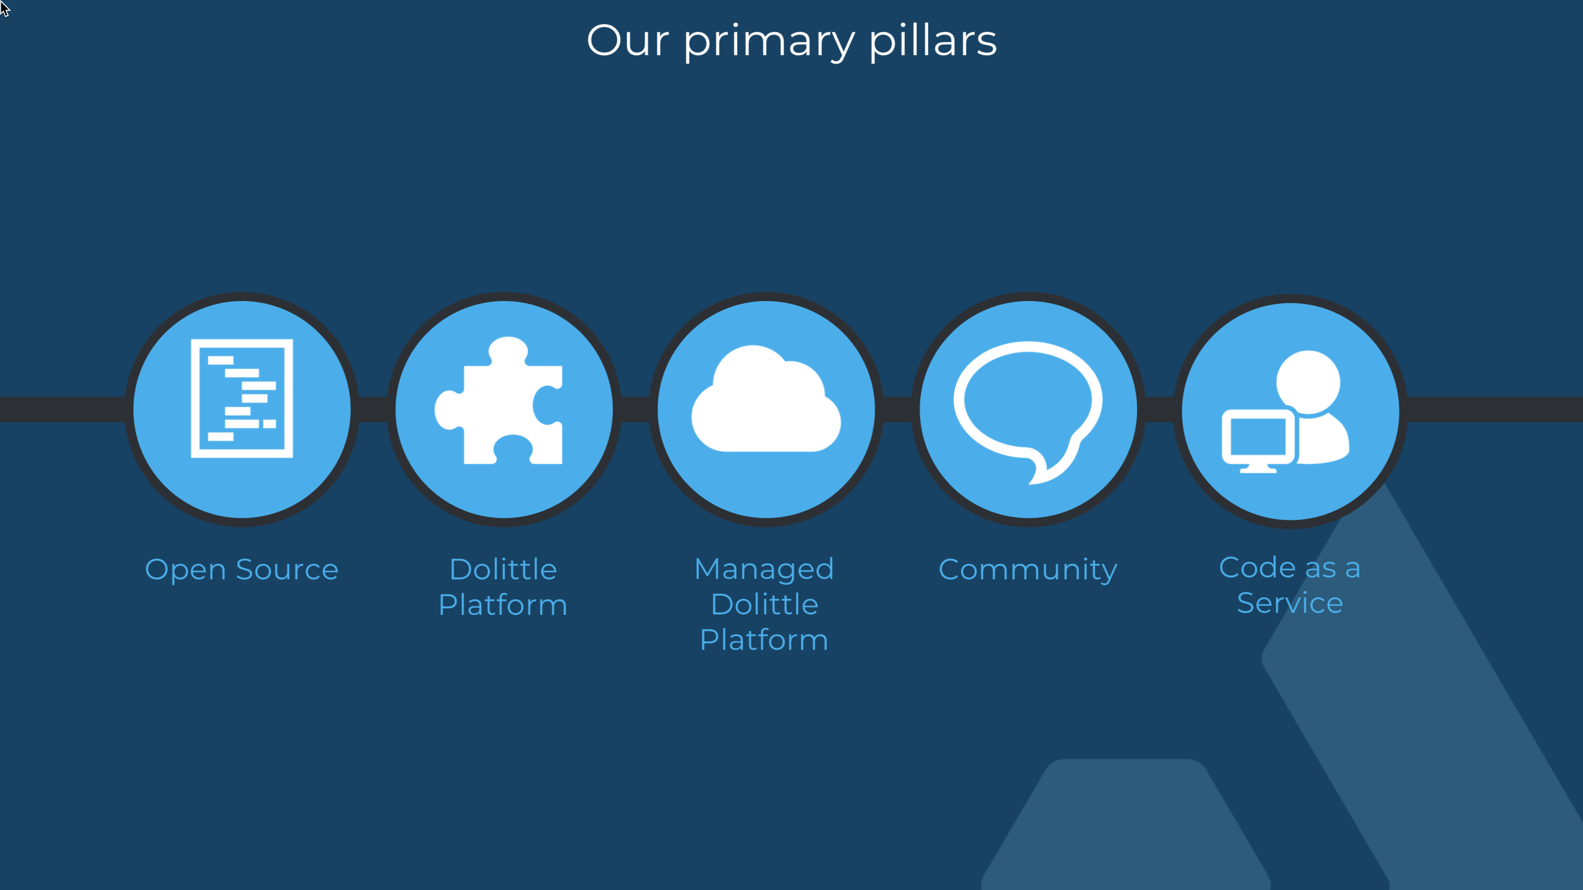 Our primary pillars
Open Source
Dolittle
Platform
Managed
Dolittle
Platform
Community
Code as a
Service